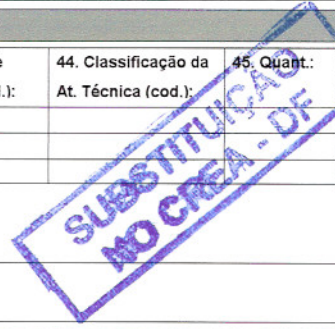 e
44. Classificação da
45. Quant.:
.):
At. Técnica (cod.):
SUBSTITUIÇÃO
NO CREA - DF